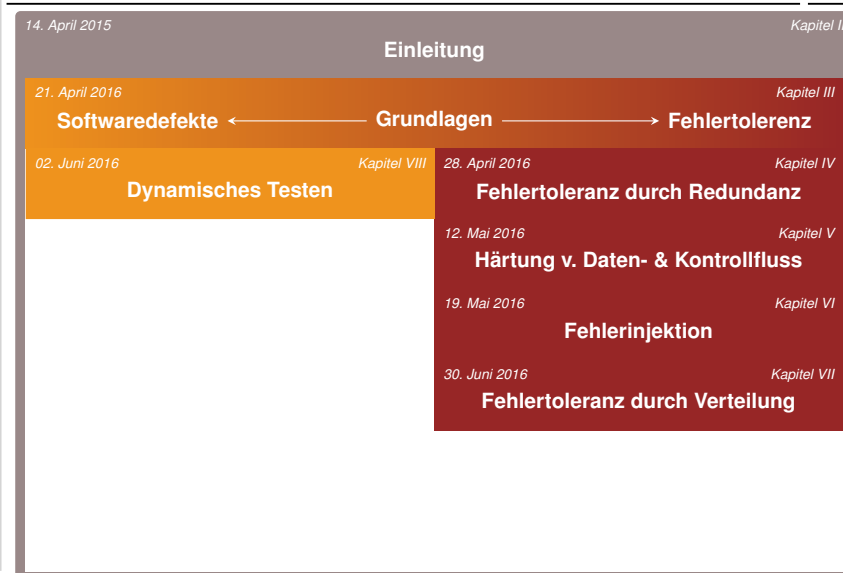 14. April 2015 Kapitel II
Einleitung
21. April 2016 Kapitel III
Softwaredefekte Grundlagen Fehlertolerenz
02. Juni 2016 Kapitel VIII
Dynamisches Testen
28. April 2016 Kapitel IV
Fehlertoleranz durch Redundanz
12. Mai 2016 Kapitel V
Härtung v. Daten- & Kontrollfluss
19. Mai 2016 Kapitel VI
Fehlerinjektion
30. Juni 2016 Kapitel VII
Fehlertoleranz durch Verteilung